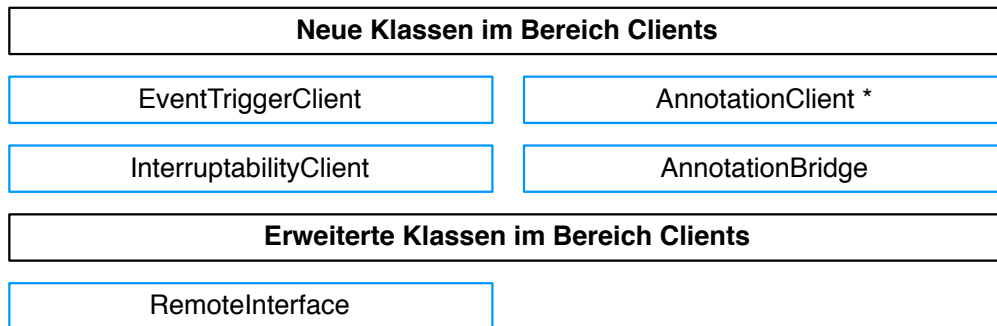 Neue Klassen im Bereich Clients
EventTriggerClient
AnnotationClient *
InterruptabilityClient
AnnotationBridge
Erweiterte Klassen im Bereich Clients
RemoteInterface